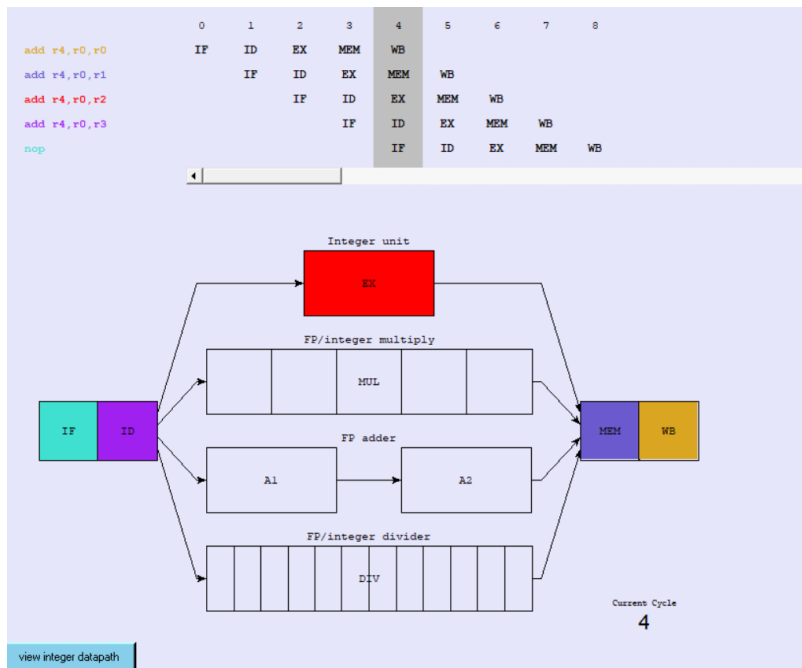 0 1 2 3 4 5 6 7 8
add r4,r0,r0 IF ID EX MEM WB
add r4,r0,r1 IF ID EX MEM WB
add r4,r0,r2 IF ID EX MEM WB
add r4,r0,r3 IF ID EX MEM WB
nop IF ID EX MEM WB
Integer unit
EX
FP/integer multiply
MUL
IF ID MEM WB
FP adder
A1 A2
FP/integer divider
DIV
Current Cycle
4
view integer datapath